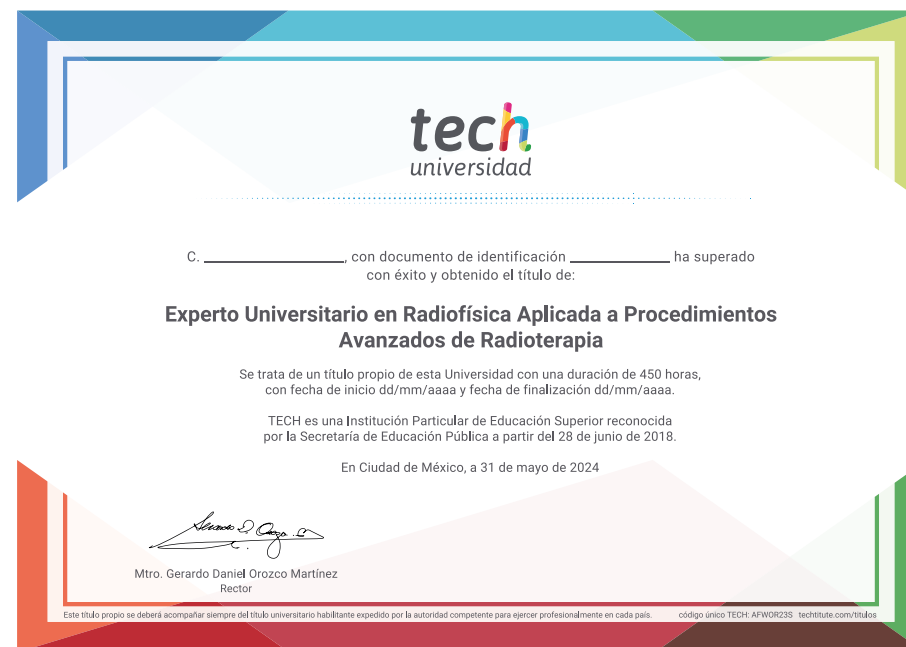 tech
universidad
C. ____________________, con documento de identificación ______________ ha superado
con éxito y obtenido el título de:
Experto Universitario en Radiofísica Aplicada a Procedimientos
Avanzados de Radioterapia
Se trata de un título propio de esta Universidad con una duración de 450 horas,
con fecha de inicio dd/mm/aaaa y fecha de finalización dd/mm/aaaa.
TECH es una Institución Particular de Educación Superior reconocida
por la Secretaría de Educación Pública a partir del 28 de junio de 2018.
En Ciudad de México, a 31 de mayo de 2024
Mtro. Gerardo Daniel Orozco Martínez
Rector
Este título propio se deberá acompañar siempre del título universitario habilitante expedido por la autoridad competente para ejercer profesionalmente en cada país. código único TECH: AFWOR23S techtitute.com/titulos